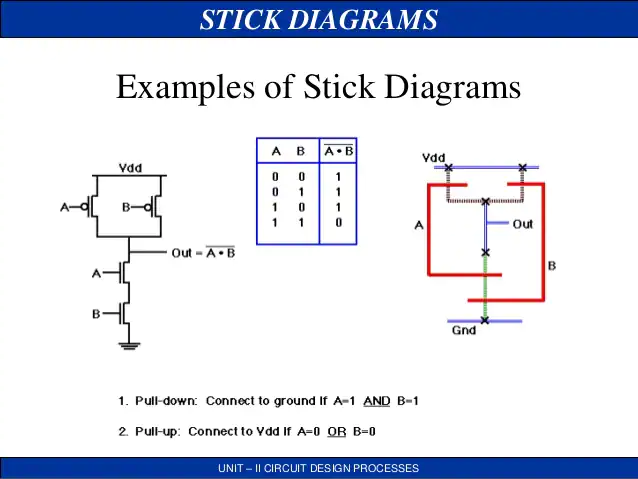 STICK DIAGRAMS
Examples of Stick Diagrams
Vdd
A
B
Out = A • B
A
B
A B A • B
0 0 1
0 1 1
1 0 1
1 1 0
Vdd
A
Out
B
Gnd
1. Pull-down: Connect to ground if A=1 AND B=1
2. Pull-up: Connect to Vdd if A=0 OR B=0
UNIT – II CIRCUIT DESIGN PROCESSES